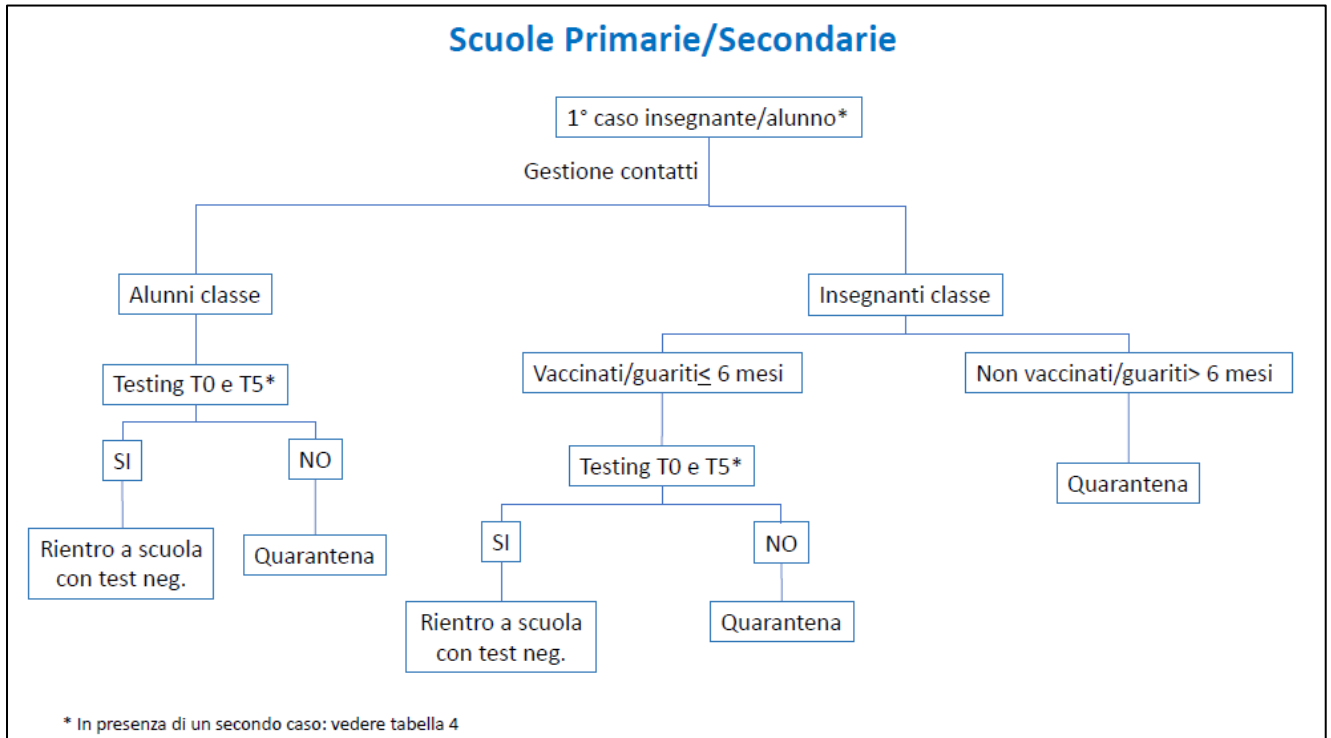 Scuole Primarie/Secondarie
1° caso insegnante/alunno*
Gestione contatti
Alunni classe
Insegnanti classe
Testing T0 e T5*
Vaccinati/guariti≤ 6 mesi
Non vaccinati/guariti> 6 mesi
SI
NO
Testing T0 e T5*
Quarantena
Rientro a scuola
con test neg.
Quarantena
SI
NO
Rientro a scuola
con test neg.
Quarantena
* In presenza di un secondo caso: vedere tabella 4